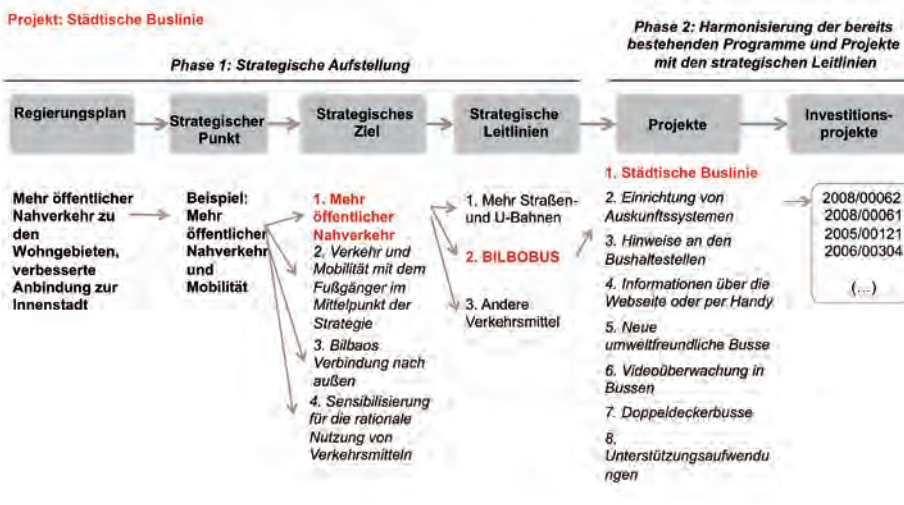 Projekt: Städtische Buslinie
Phase 1: Strategische Aufstellung
Phase 2: Harmonisierung der bereits
bestehenden Programme und Projekte
mit den strategischen Leitlinien
Regierungsplan
Strategischer
Punkt
Strategisches
Ziel
Strategische
Leitlinien
Projekte
Investitions-
projekte
Mehr öffentlicher
Nahverkehr zu
den
Wohngebieten,
verbesserte
Anbindung zur
Innenstadt
Beispiel:
Mehr
öffentlicher
Nahverkehr
und
Mobilität
1. Mehr
öffentlicher
Nahverkehr
2. Verkehr und
Mobilität mit dem
Fußgänger im
Mittelpunkt der
Strategie
3. Bilbaos
Verbindung nach
außen
4. Sensibilisierung
für die rationale
Nutzung von
Verkehrsmitteln
1. Mehr Straßen-
und U-Bahnen
2. BILBOBUS
3. Andere
Verkehrsmittel
1. Städtische Buslinie
2. Einrichtung von
Auskunftssystemen
3. Hinweise an den
Bushaltestellen
4. Informationen über die
Webseite oder per Handy
5. Neue
umweltfreundliche Busse
6. Videoüberwachung in
Bussen
7. Doppeldeckerbusse
8.
Unterstützungsaufwendu
ngen
2008/00062
2008/00061
2005/00121
2006/00304
(...)